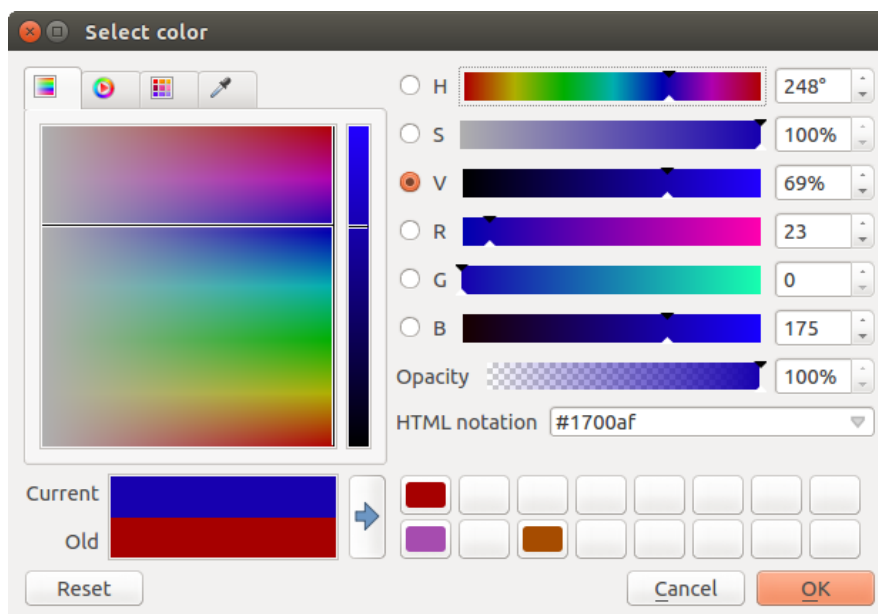 Select color
H 248°
S 100%
V 69%
R 23
G 0
B 175
Opacity 100%
HTML notation #1700af
Current
Old
Reset Cancel OK